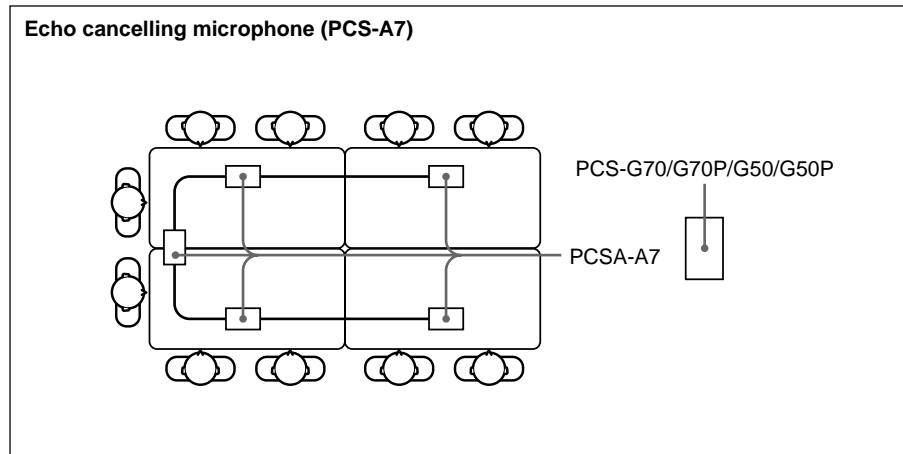 Echo cancelling microphone (PCS-A7)
PCS-G70/G70P/G50/G50P
PCSA-A7